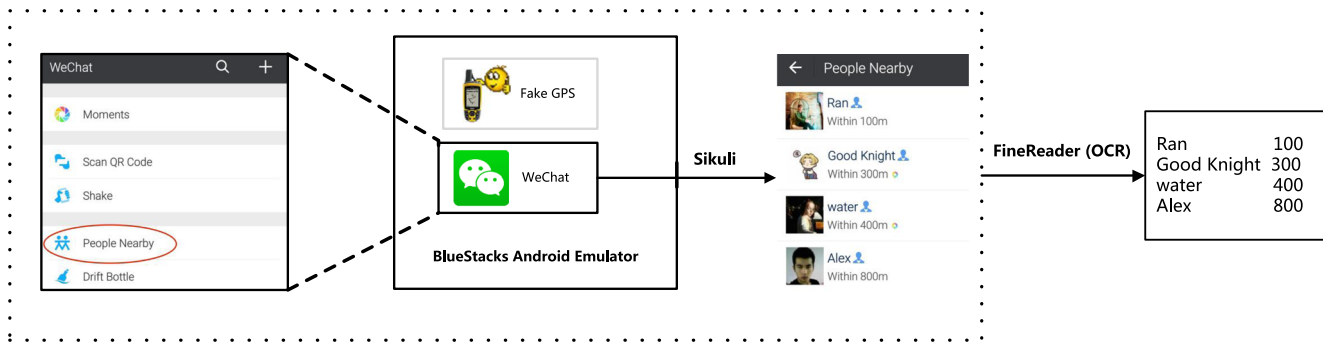 WeChat
Moments
Scan QR Code
Shake
People Nearby
Drift Bottle
Fake GPS
WeChat
BlueStacks Android Emulator
Sikuli
People Nearby
Ran
Within 100m
Good Knight
Within 300m
water
Within 400m
Alex
Within 800m
FineReader (OCR)
Ran 100
Good Knight 300
water 400
Alex 800